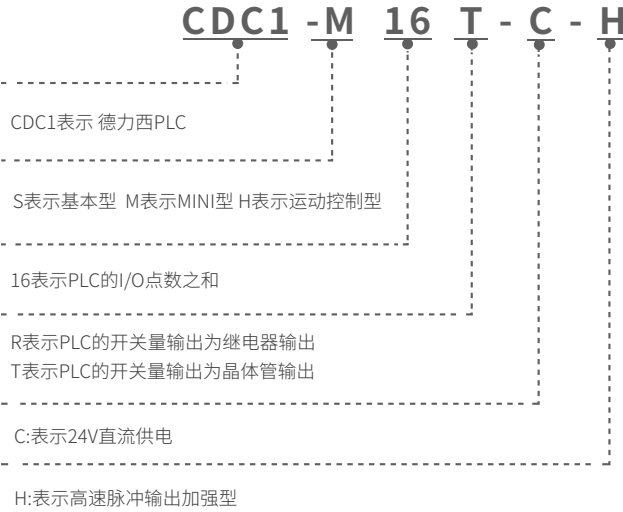 CDC1 -M 16 T - C - H
CDC1表示 德力西PLC
S表示基本型 M表示MINI型 H表示运动控制型
16表示PLC的I/O点数之和
R表示PLC的开关量输出为继电器输出
T表示PLC的开关量输出为晶体管输出
C:表示24V直流供电
H:表示高速脉冲输出加强型